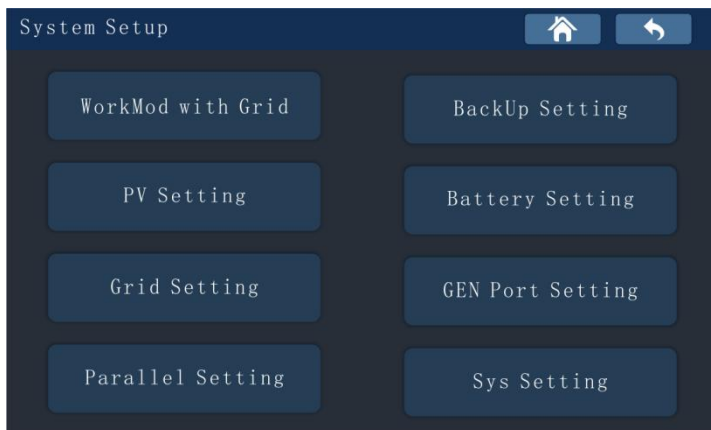 System Setup
WorkMod with Grid
BackUp Setting
PV Setting
Battery Setting
Grid Setting
GEN Port Setting
Parallel Setting
Sys Setting